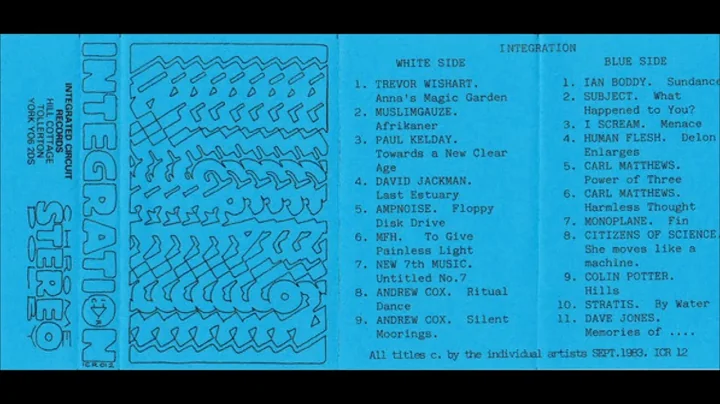 INTEGRATED CIRCUIT
RECORDS
HILL COTTAGE
TOLLERTON
YORK YO6 2DS
STEREO
INTEGRATION
ICR 012
INTEGRATION
WHITE SIDE
1. TREVOR WISHART.
Anna's Magic Garden
2. MUSLIMGAUZE.
Afrikaner
3. PAUL KELDAY.
Towards a New Clear
Age
4. DAVID JACKMAN.
Last Estuary
5. AMPNOISE. Floppy
Disk Drive
6. MFH. To Give
Painless Light
7. NEW 7th MUSIC.
Untitled No.7
8. ANDREW COX. Ritual
Dance
9. ANDREW COX. Silent
Moorings.
BLUE SIDE
1. IAN BODDY. Sundance
2. SUBJECT. What
Happened to You?
3. I SCREAM. Menace
4. HUMAN FLESH. Delon
Enlarges
5. CARL MATTHEWS.
Power of Three
6. CARL MATTHEWS.
Harmless Thought
7. MONOPLANE. Fin
8. CITIZENS OF SCIENCE.
She moves like a
machine.
9. COLIN POTTER.
Hills
10. STRATIS. By Water
11. DAVE JONES.
Memories of ....
All titles c. by the individual artists SEPT.1983. ICR 12